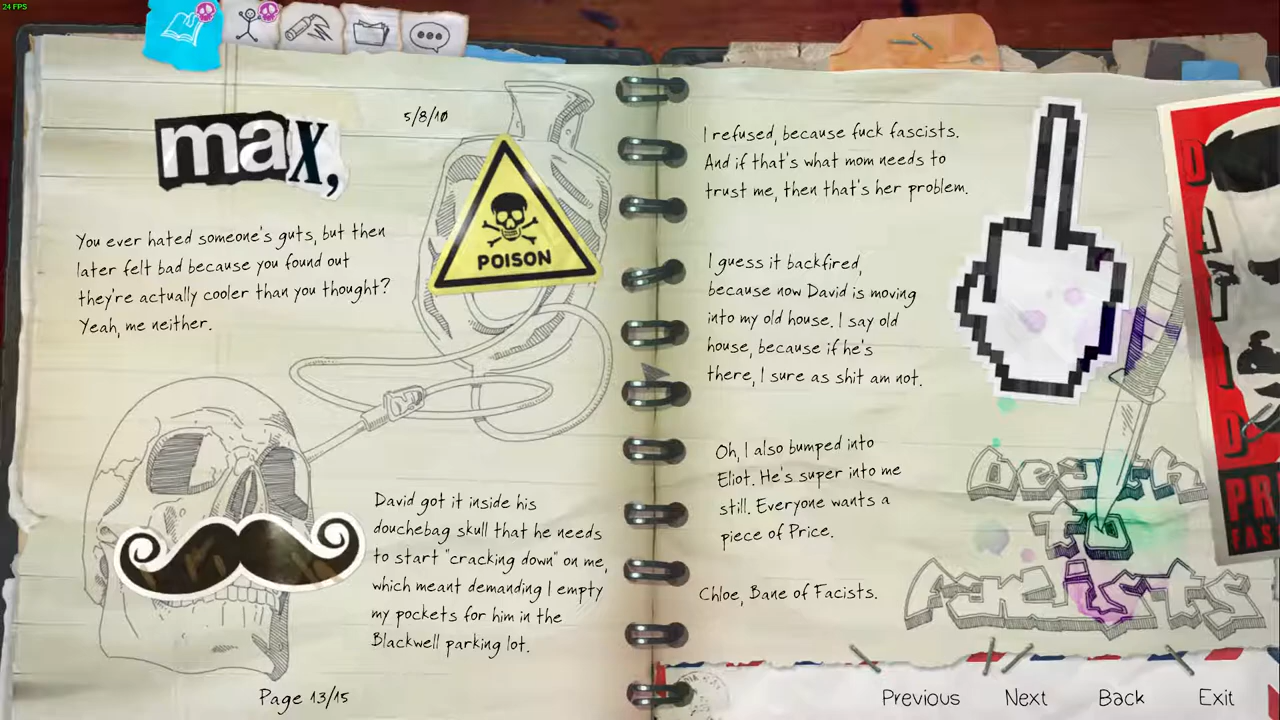 24 FPS
max,
5/8/10
POISON
You ever hated someone's guts, but then
later felt bad because you found out
they're actually cooler than you thought?
Yeah, me neither.
David got it inside his
douchebag skull that he needs
to start "cracking down" on me,
which meant demanding I empty
my pockets for him in the
Blackwell parking lot.
Page 13/15
I refused, because fuck fascists.
And if that's what mom needs to
trust me, then that's her problem.
I guess it backfired,
because now David is moving
into my old house. I say old
house, because if he's
there, I sure as shit am not.
Oh, I also bumped into
Eliot. He's super into me
still. Everyone wants a
piece of Price.
Chloe, Bane of Facists.
death
to
fascists
Previous
Next
Back
Exit